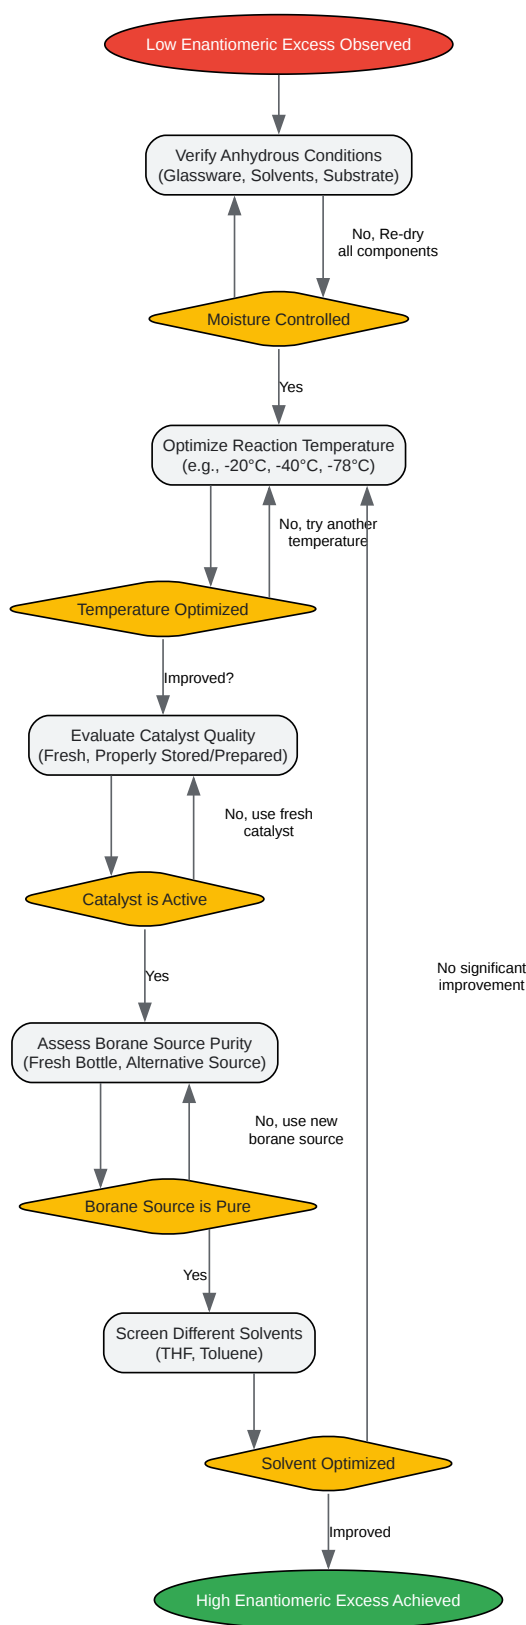 Low Enantiomeric Excess Observed
Verify Anhydrous Conditions
(Glassware, Solvents, Substrate)
No, Re-dry
all components
Moisture Controlled
Yes
Optimize Reaction Temperature
(e.g., -20°C, -40°C, -78°C)
No, try another
temperature
Temperature Optimized
Improved?
Evaluate Catalyst Quality
(Fresh, Properly Stored/Prepared)
No, use fresh
catalyst
Catalyst is Active
Yes
No significant
improvement
Assess Borane Source Purity
(Fresh Bottle, Alternative Source)
No, use new
borane source
Borane Source is Pure
Yes
Screen Different Solvents
(THF, Toluene)
Solvent Optimized
Improved
High Enantiomeric Excess Achieved